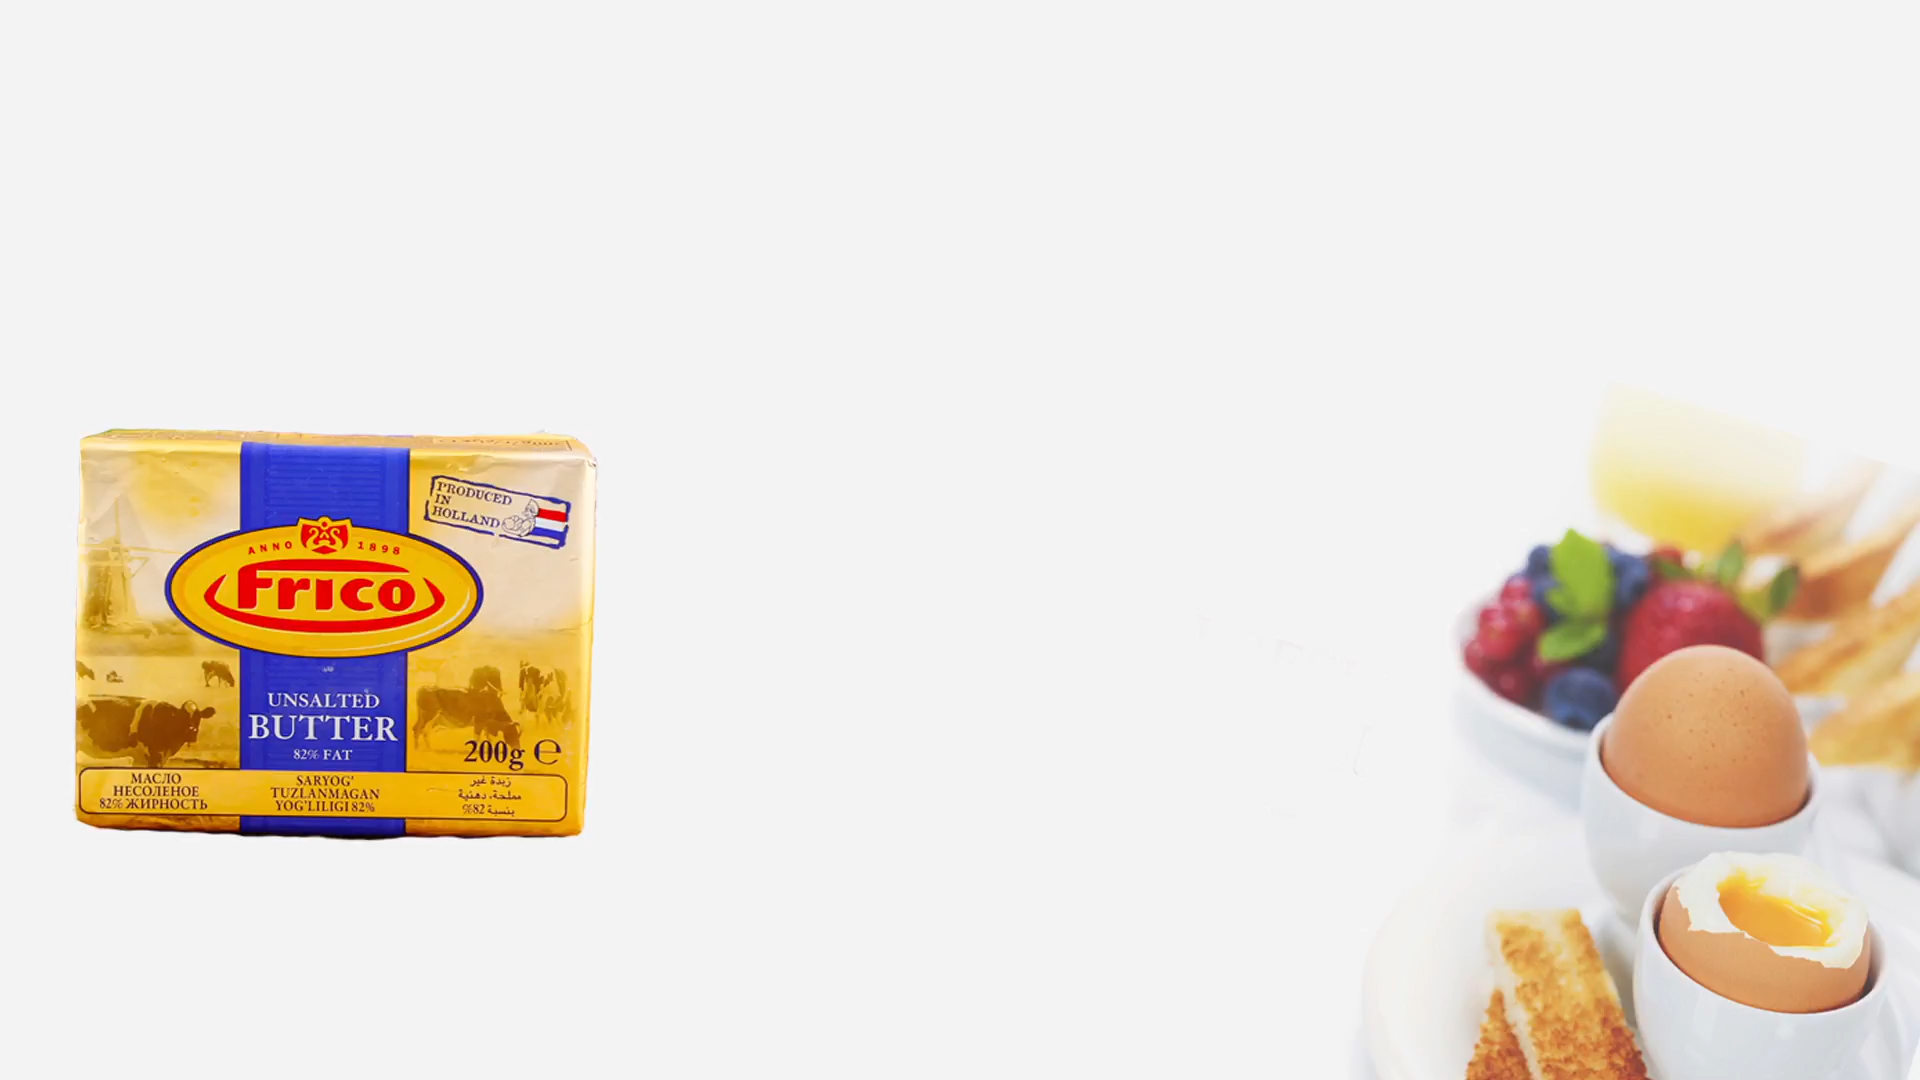 PRODUCED
IN
HOLLAND
ANNO 1898
Frico
UNSALTED
BUTTER
82% FAT
200g ℮
МАСЛО
НЕСОЛЕНОЕ
82% ЖИРНОСТЬ
SARYOG'
TUZLANMAGAN
YOG'LILIGI 82%
زبدة غير
مملحة، دهنية
بنسبة 82%